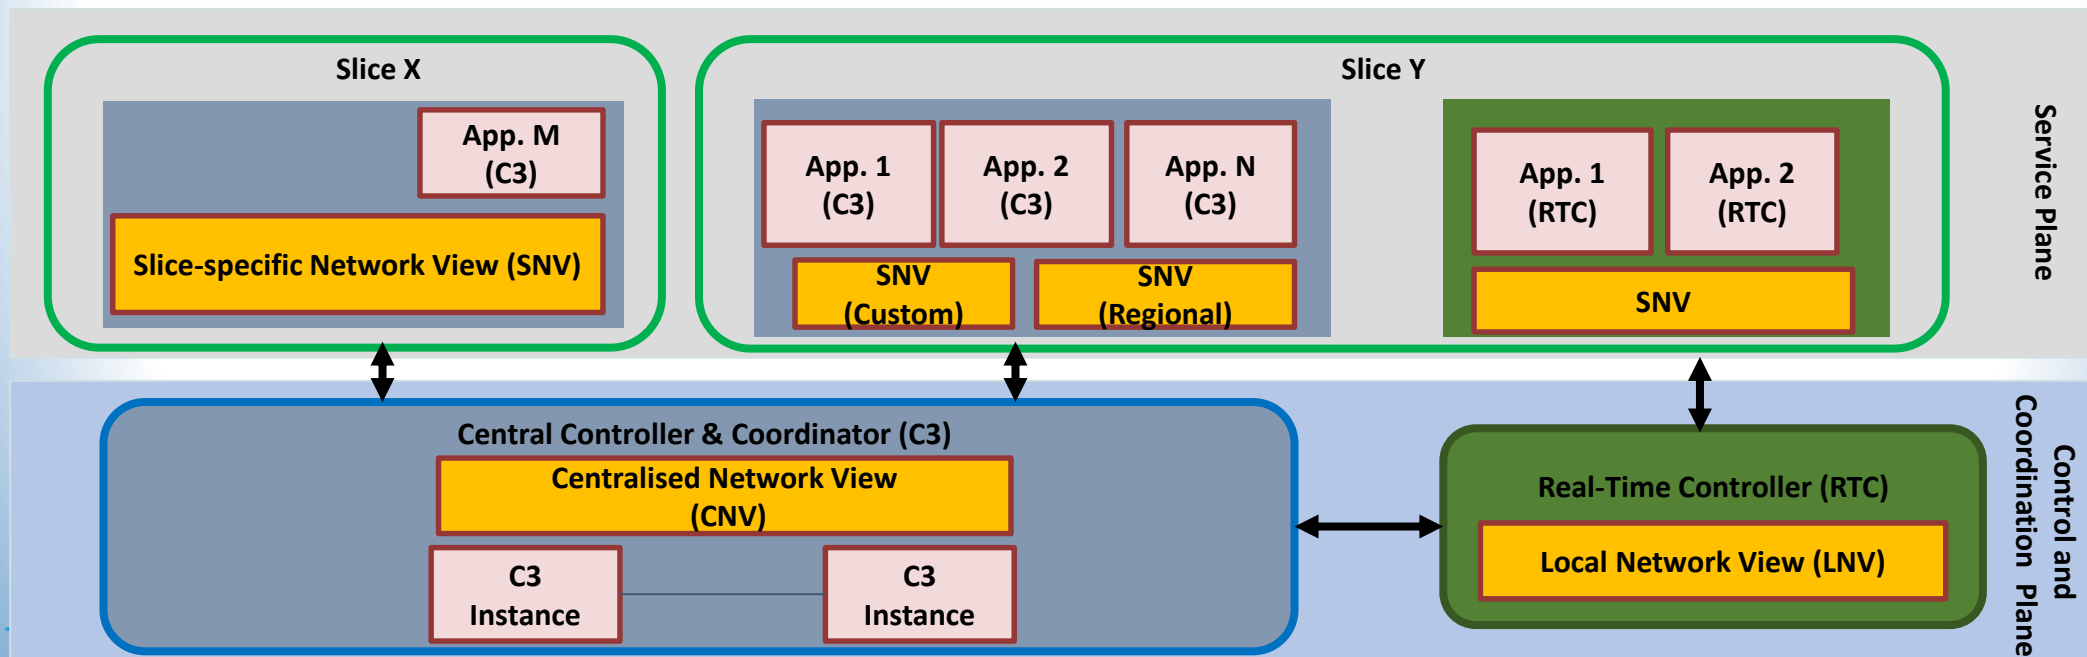 Slice X
App. M
(C3)
Slice-specific Network View (SNV)
Slice Y
App. 1
(C3)
App. 2
(C3)
App. N
(C3)
SNV
(Custom)
SNV
(Regional)
App. 1
(RTC)
App. 2
(RTC)
SNV
Service Plane
Central Controller & Coordinator (C3)
Centralised Network View
(CNV)
C3
Instance
C3
Instance
Real-Time Controller (RTC)
Local Network View (LNV)
Control and
Coordination Plane